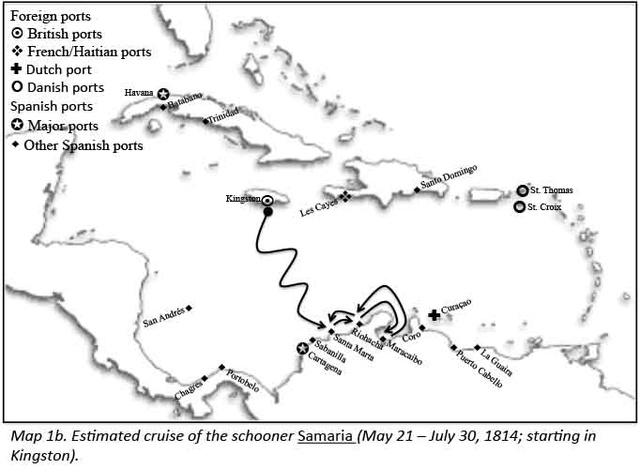 Foreign ports
British ports
French/Haitian ports
Dutch port
Danish ports
Spanish ports
Major ports
Other Spanish ports
Havana
Batabano
Trinidad
Santo Domingo
St. Thomas
Kingston
Les Cayes
St. Croix
San Andrés
Curaçao
Coro
Riohacha
Maracaibo
Santa Marta
Sabanilla
Cartagena
La Guaira
Puerto Cabello
Portobelo
Chagres
Map 1b. Estimated cruise of the schooner Samaria (May 21 – July 30, 1814; starting in
Kingston).